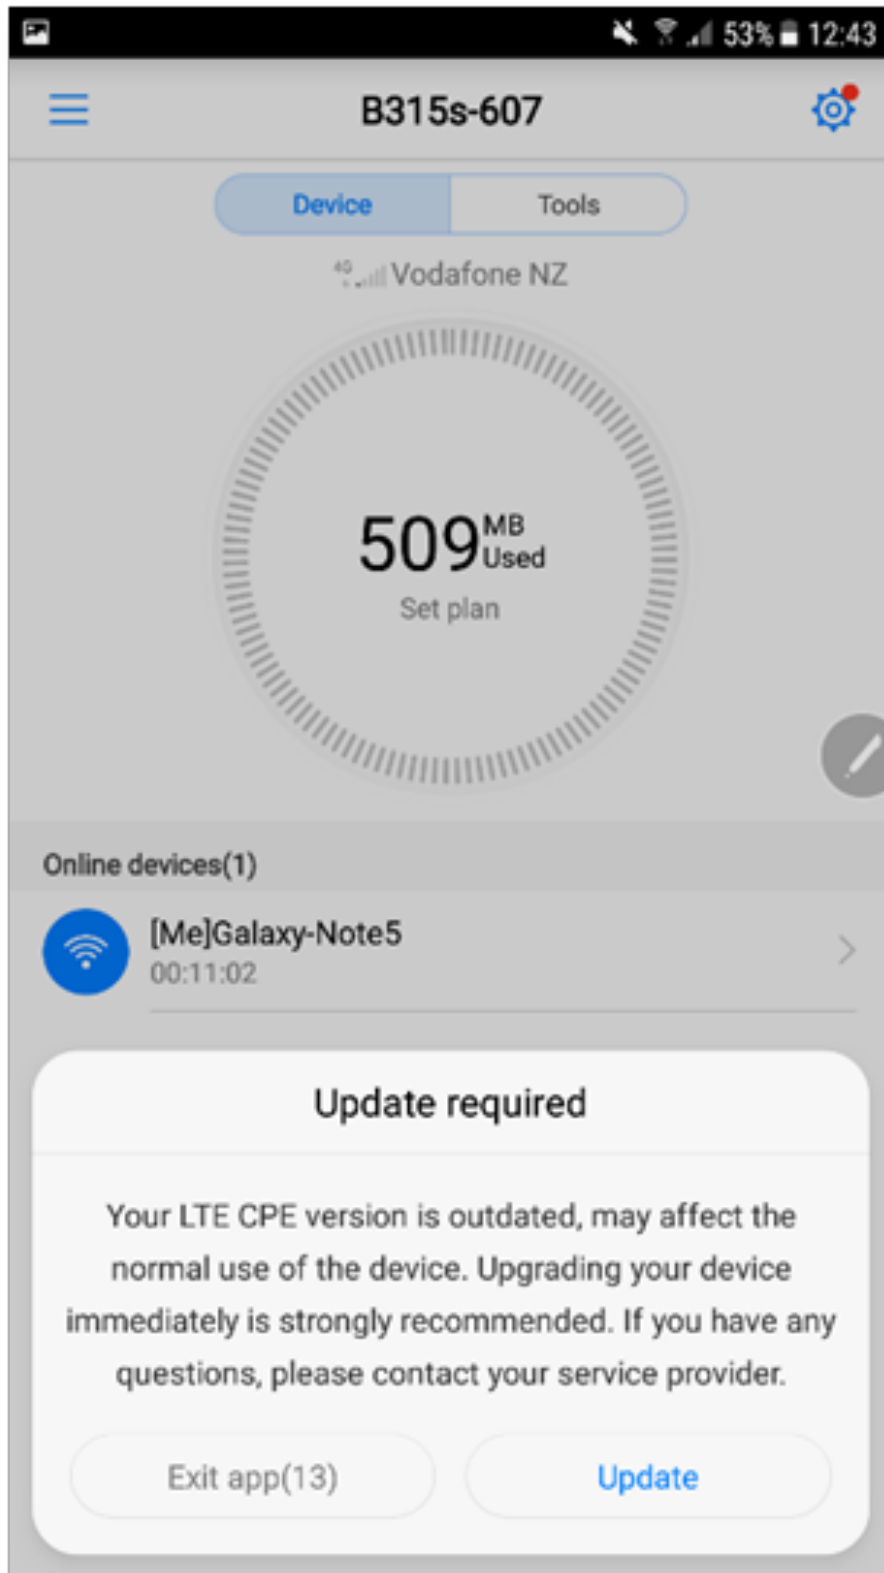 53% 12:43
B315s-607
Device Tools
4G Vodafone NZ
509 MB Used
Set plan
Online devices(1)
[Me]Galaxy-Note5
00:11:02
Update required
Your LTE CPE version is outdated, may affect the
normal use of the device. Upgrading your device
immediately is strongly recommended. If you have any
questions, please contact your service provider.
Exit app(13) Update